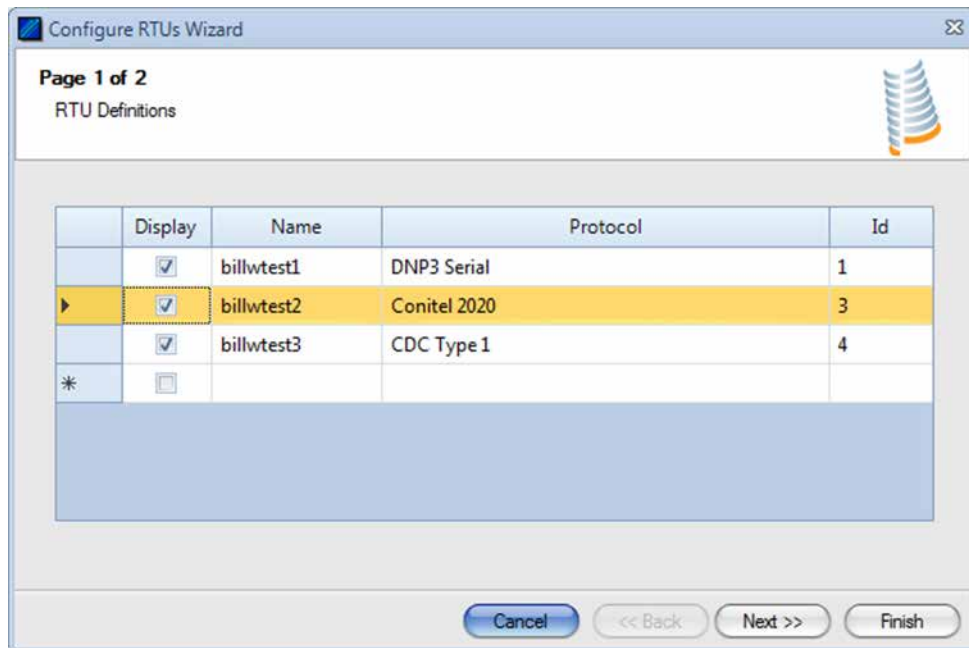 Configure RTUs Wizard
Page 1 of 2
RTU Definitions
Display Name Protocol Id
billwtest1 DNP3 Serial 1
billwtest2 Conitel 2020 3
billwtest3 CDC Type 1 4
*
Cancel << Back Next >> Finish